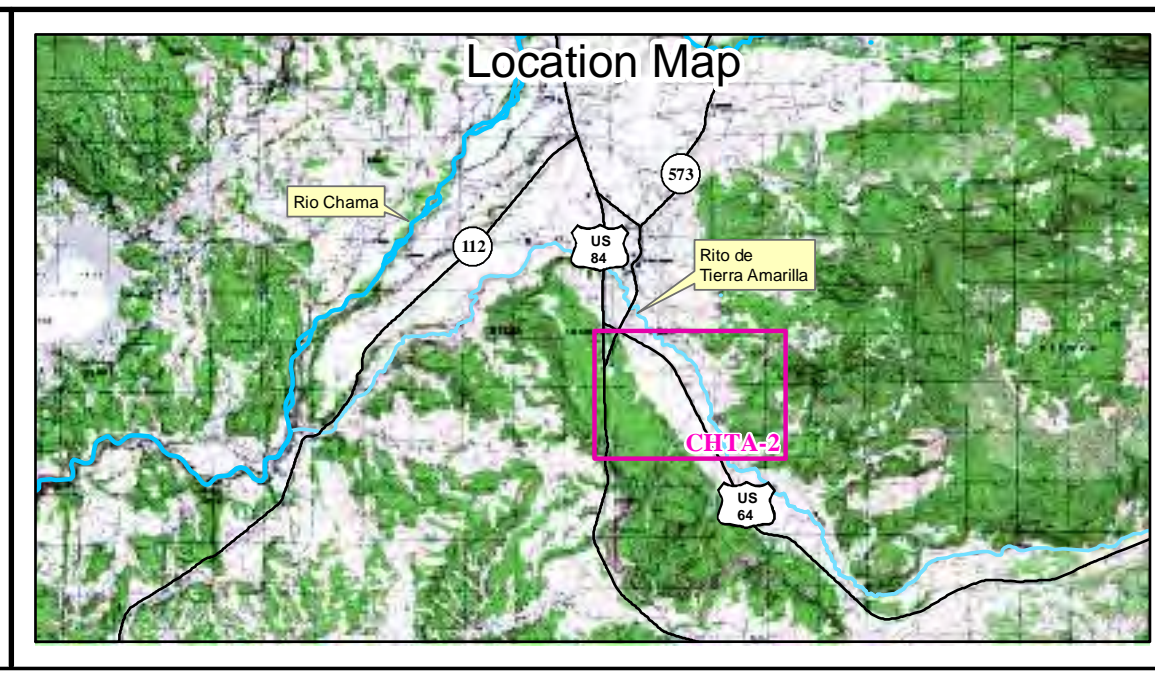 Location Map
573
Rio Chama
112
US
84
Rito de
Tierra Amarilla
CHTA-2
US
64